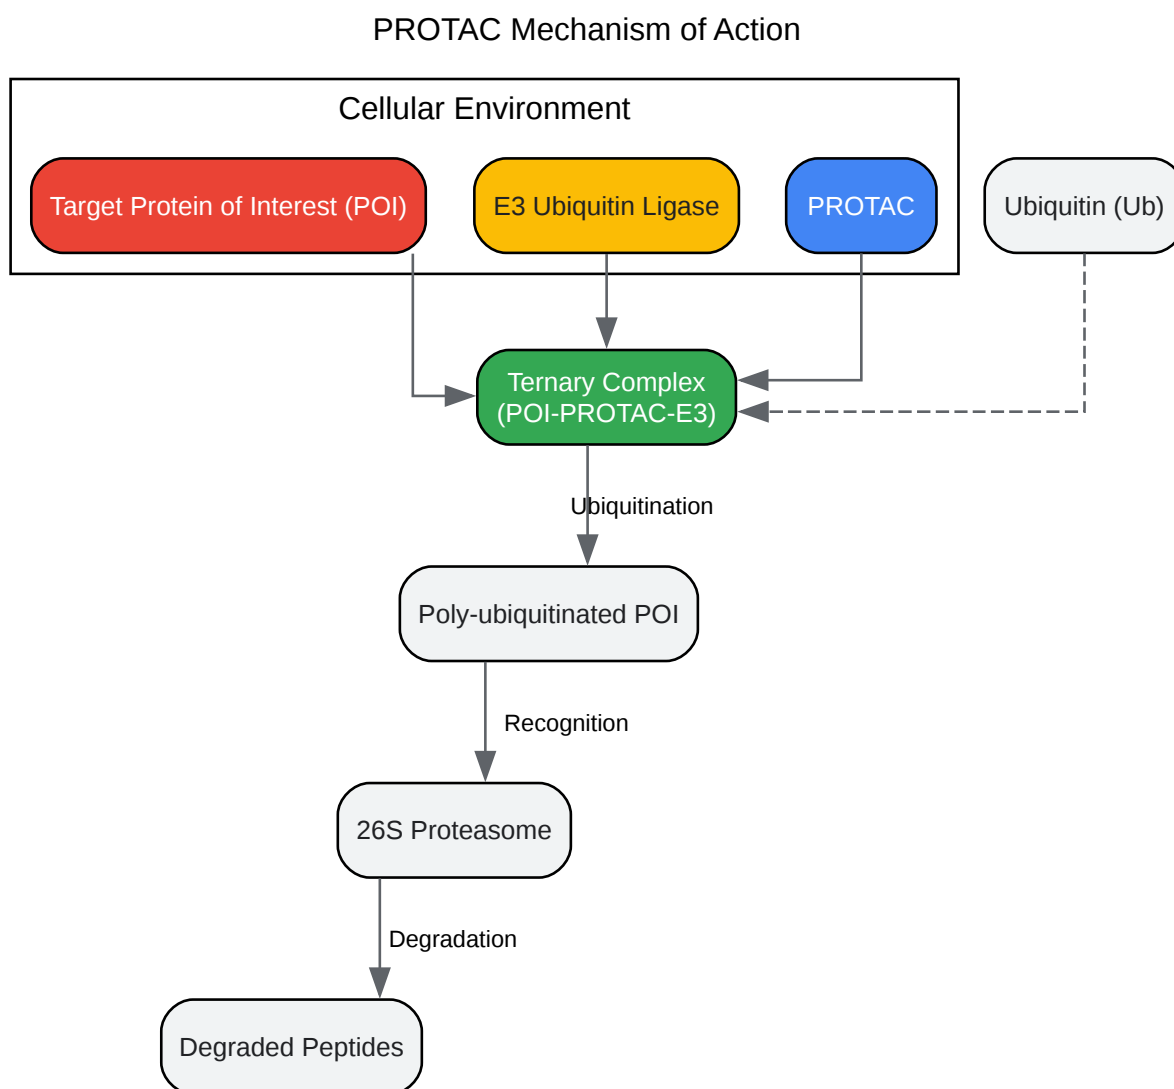 PROTAC Mechanism of Action
Cellular Environment
Target Protein of Interest (POI)
E3 Ubiquitin Ligase
PROTAC
Ubiquitin (Ub)
Ternary Complex
(POI-PROTAC-E3)
Ubiquitination
Poly-ubiquitinated POI
Recognition
26S Proteasome
Degradation
Degraded Peptides